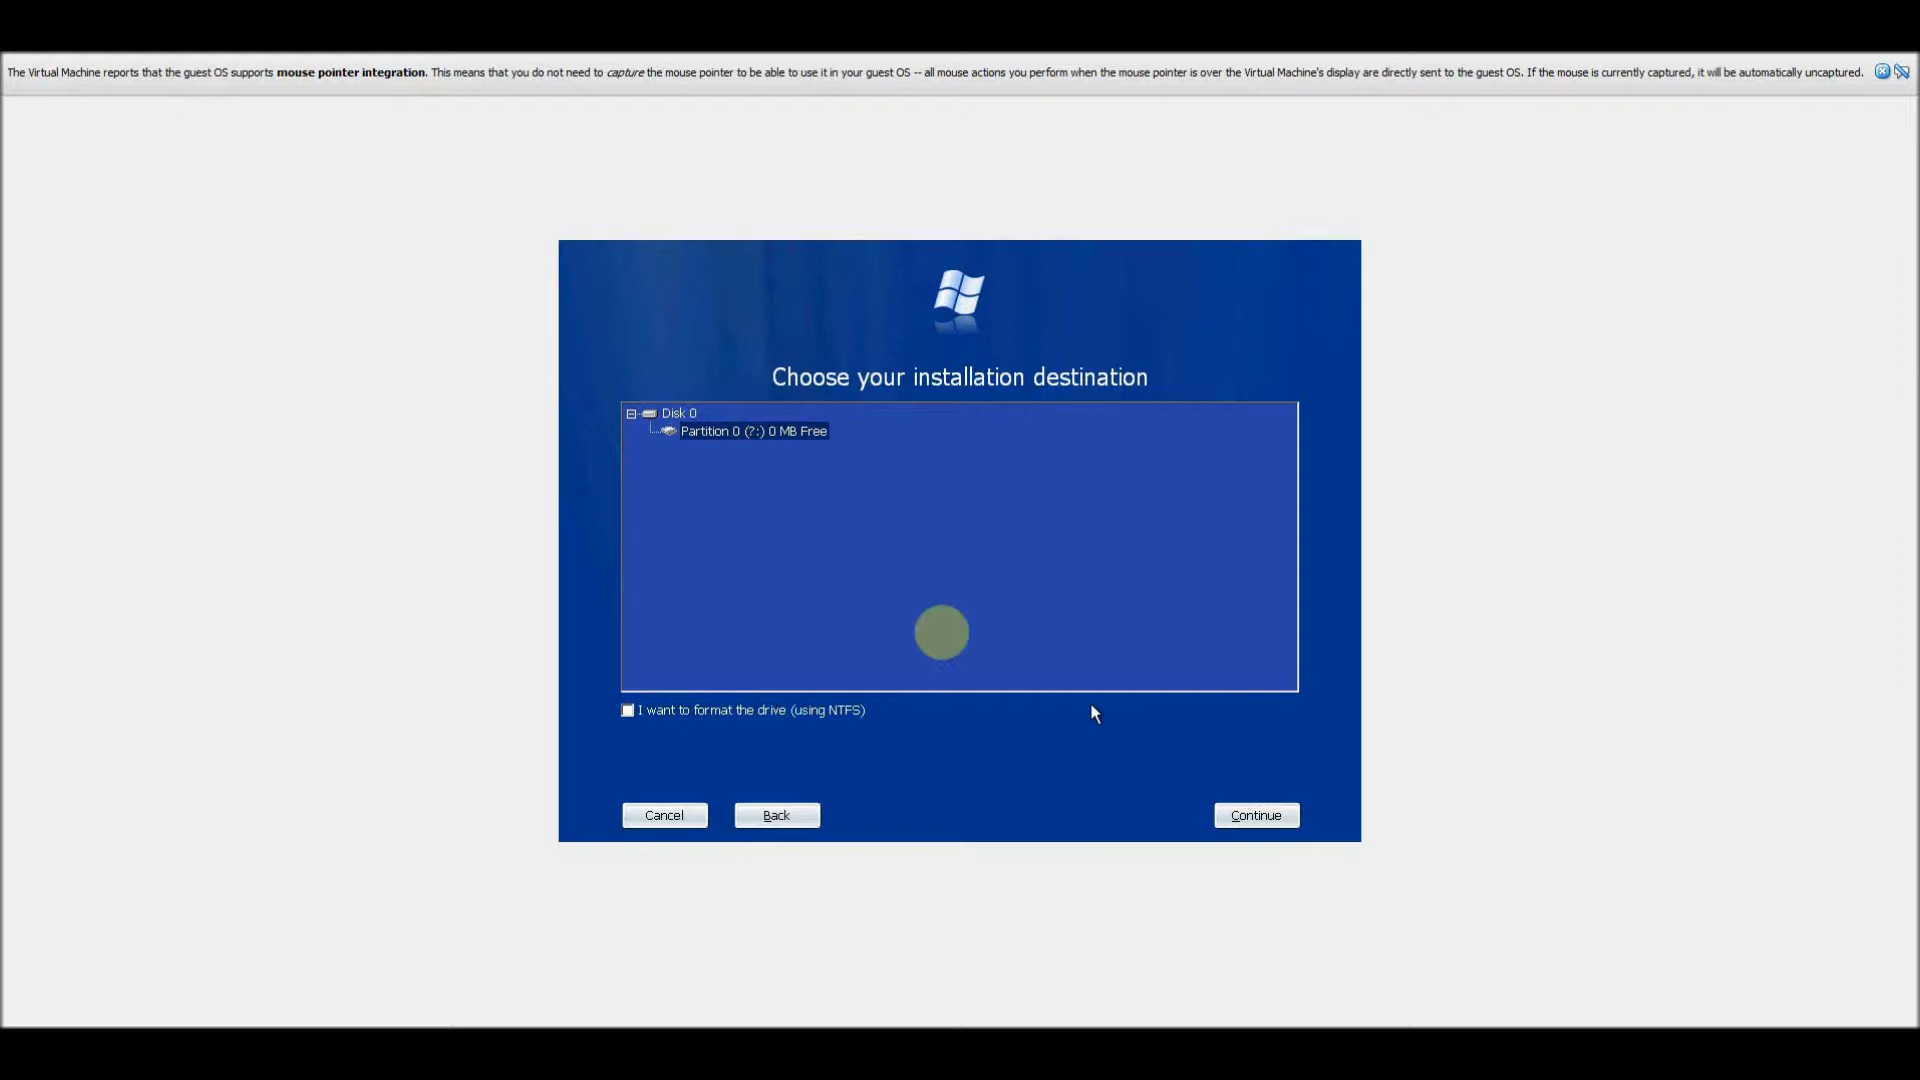 The Virtual Machine reports that the guest OS supports mouse pointer integration. This means that you do not need to capture the mouse pointer to be able to use it in your guest OS -- all mouse actions you perform when the mouse pointer is over the Virtual Machine's display are directly sent to the guest OS. If the mouse is currently captured, it will be automatically uncaptured.
Choose your installation destination
Disk 0
Partition 0 (?:) 0 MB Free
I want to format the drive (using NTFS)
Cancel
Back
Continue